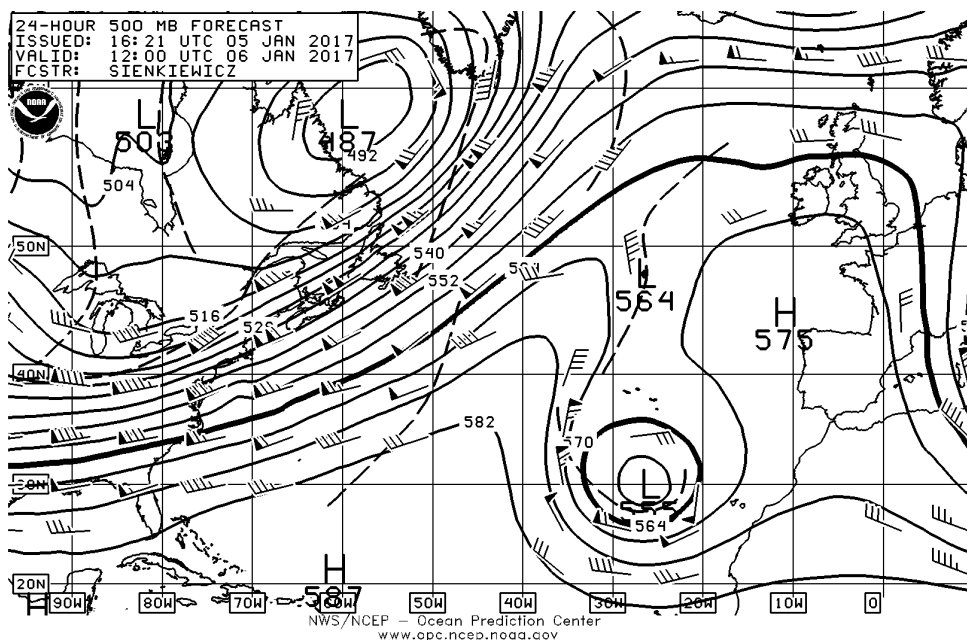 24-HOUR 500 MB FORECAST
ISSUED: 16:21 UTC 05 JAN 2017
VALID: 12:00 UTC 06 JAN 2017
FCSTR: SIENKIEWICZ
NOAA
L
503
L
487
492
504
50N
540
552
L
564
H
575
516
40N
582
570
L
564
H
587
20N
H
90W
80W
70W
60W
50W
40W
30W
20W
10W
0
NWS/NCEP – Ocean Prediction Center
www.opc.ncep.noaa.gov